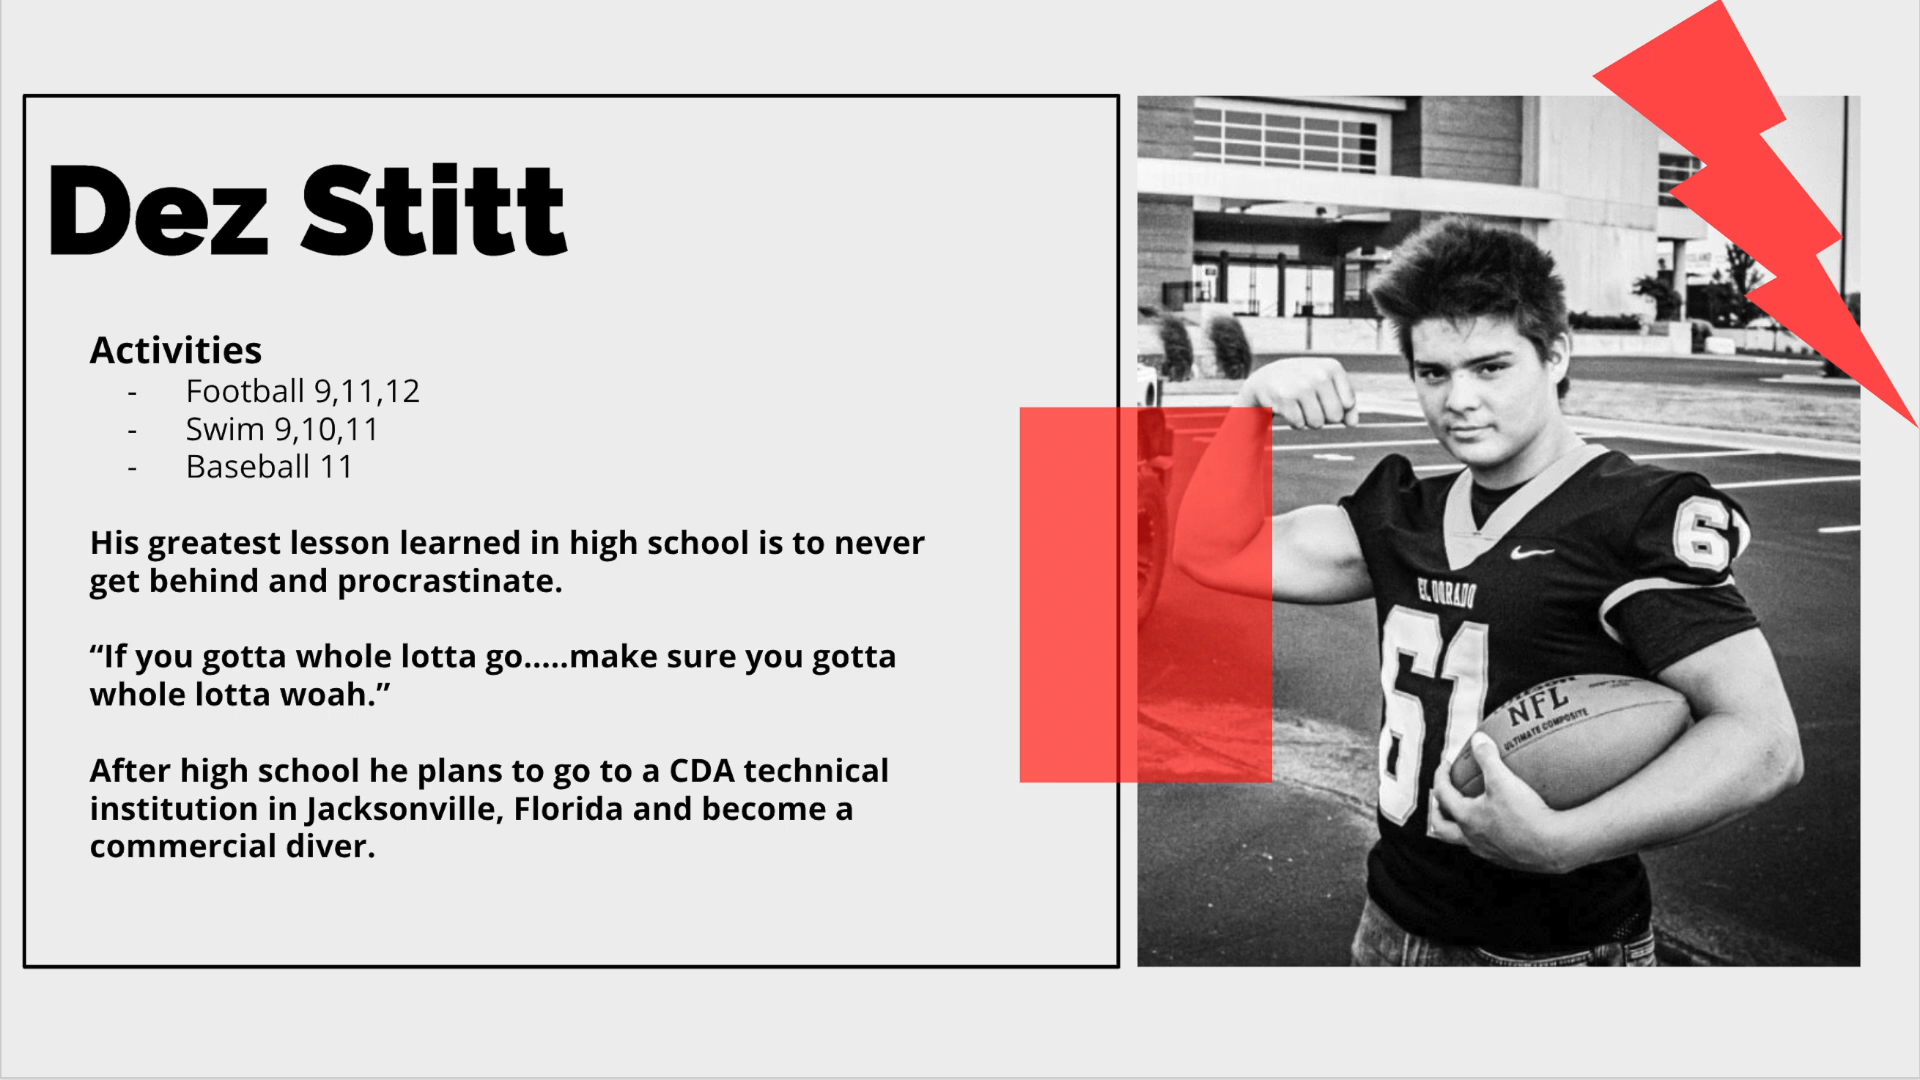 Dez Stitt
Activities
- Football 9,11,12
- Swim 9,10,11
- Baseball 11
His greatest lesson learned in high school is to never
get behind and procrastinate.
“If you gotta whole lotta go.....make sure you gotta
whole lotta woah.”
After high school he plans to go to a CDA technical
institution in Jacksonville, Florida and become a
commercial diver.
61
EL DORADO
61
NFL
ULTIMATE COMPOSITE